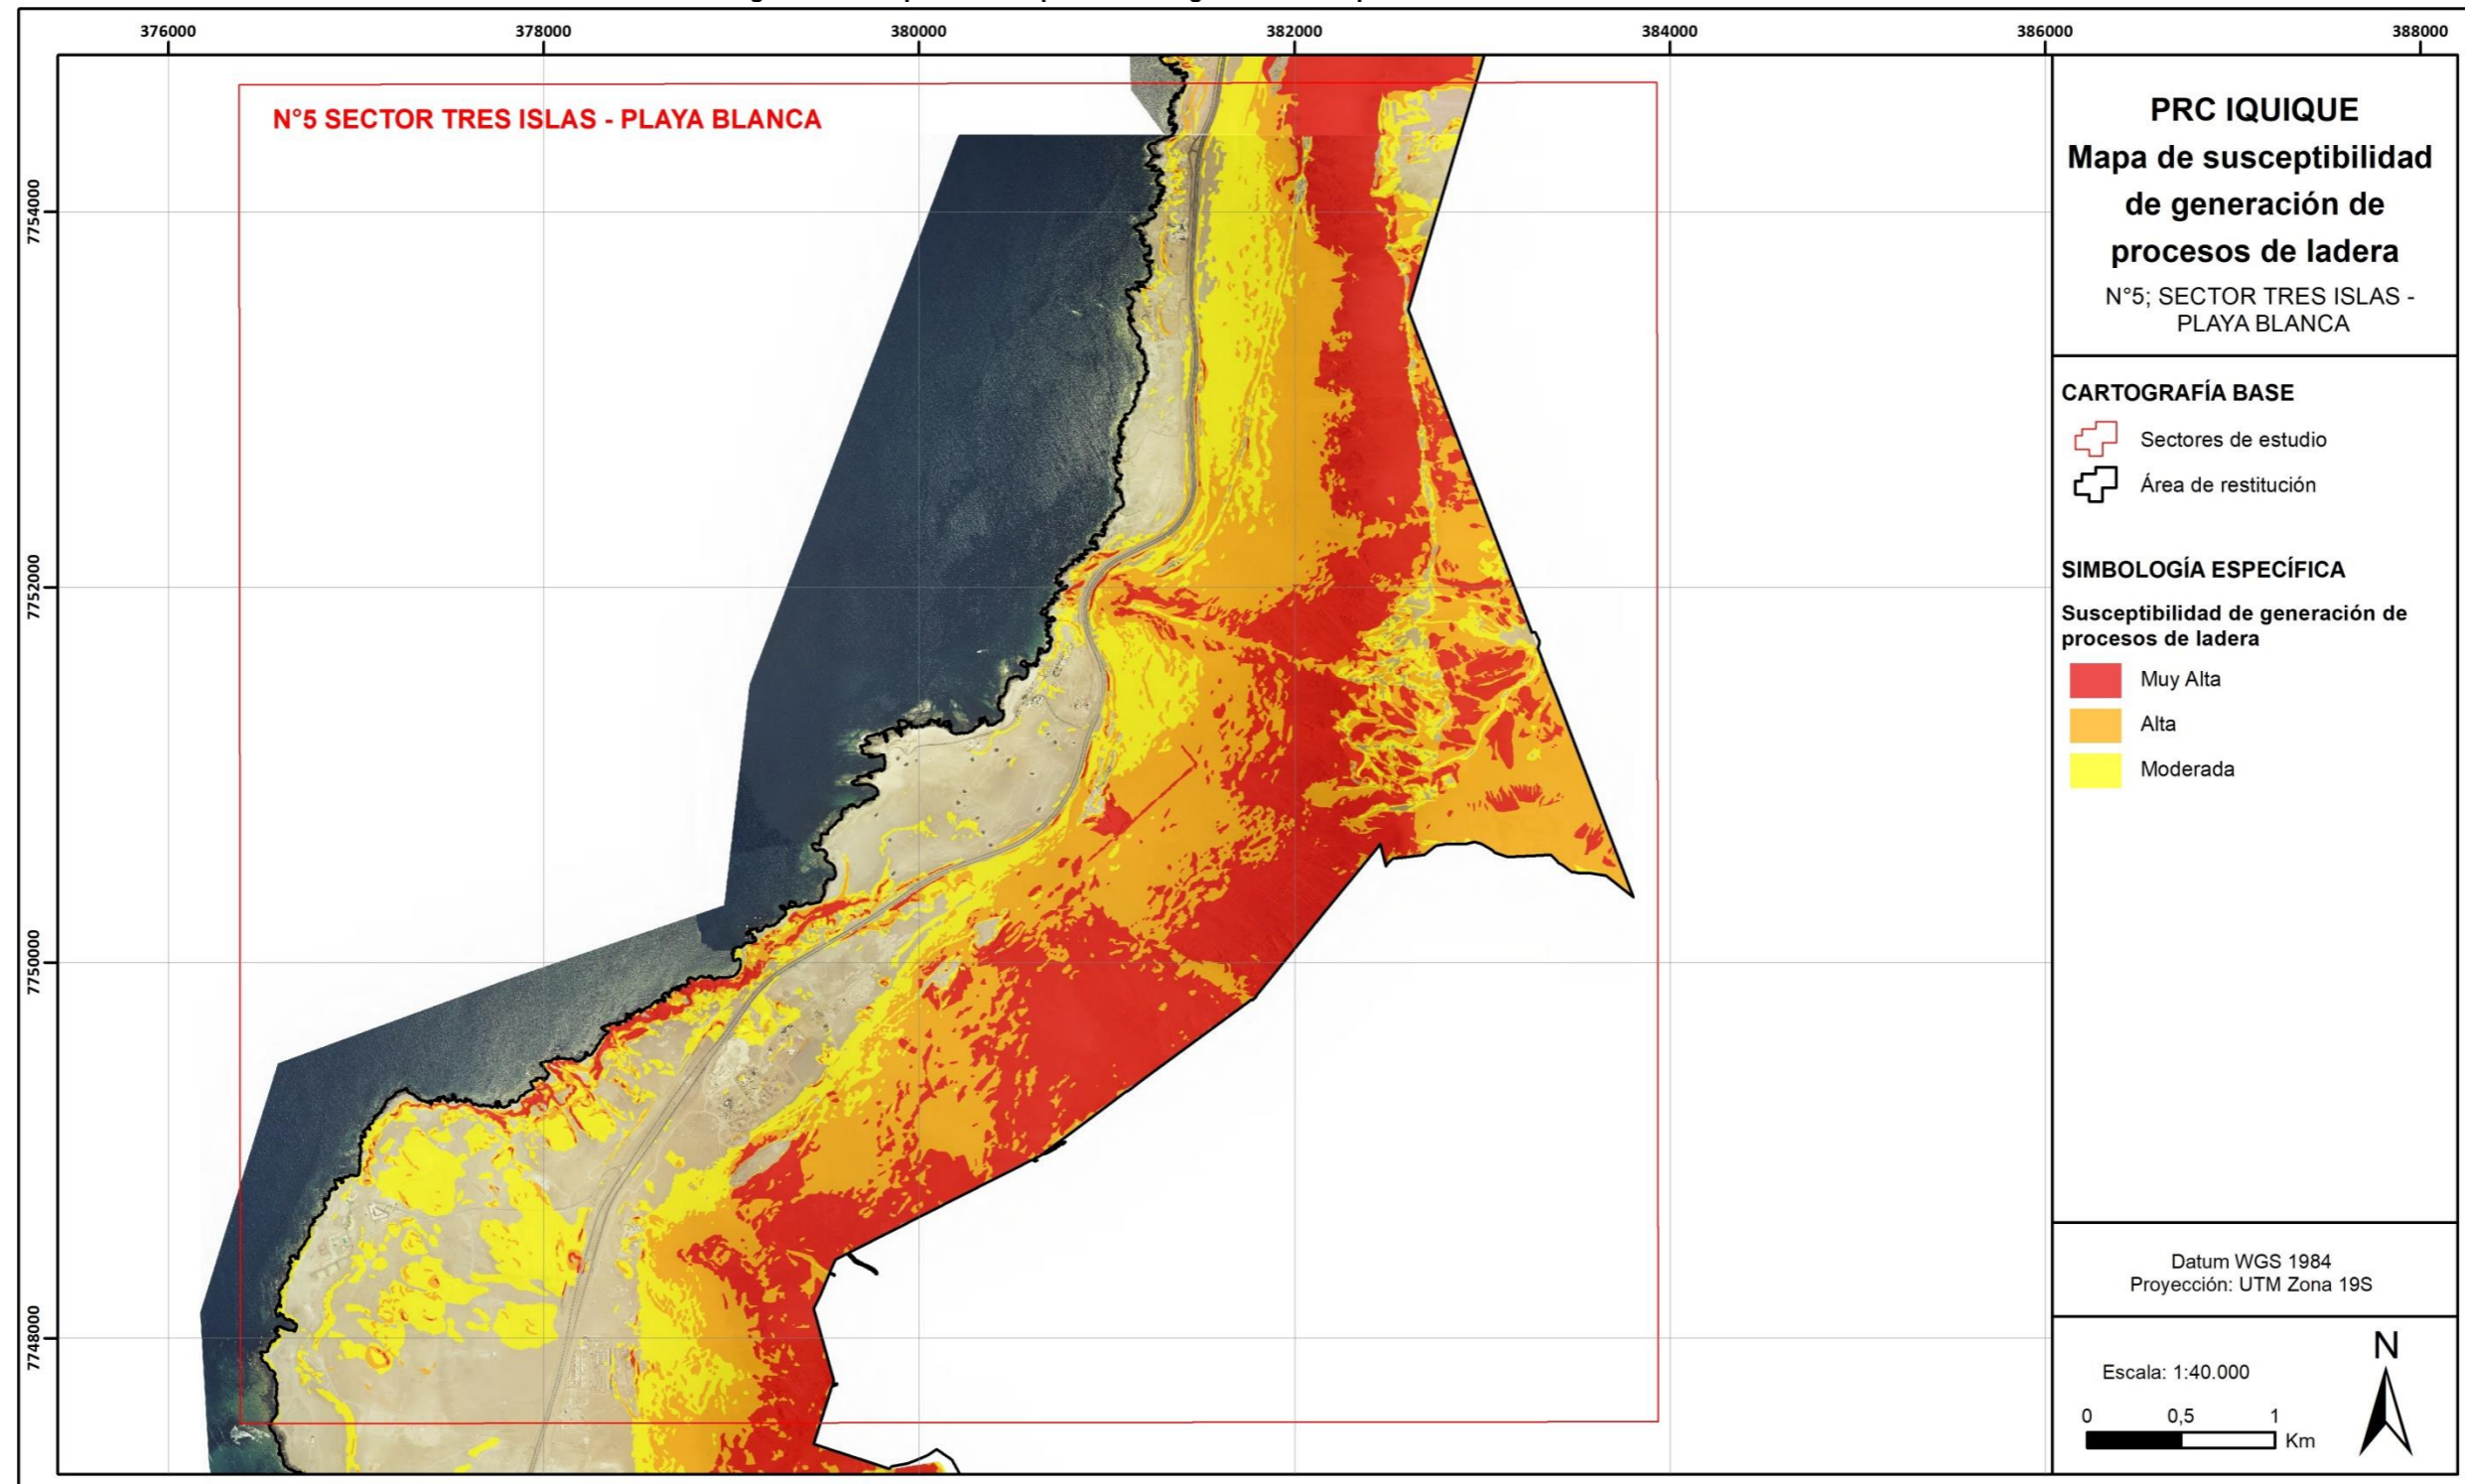 376000
378000
380000
382000
384000
386000
388000
7754000
7752000
7750000
7748000
N°5 SECTOR TRES ISLAS - PLAYA BLANCA
PRC IQUIQUE
Mapa de susceptibilidad
de generación de
procesos de ladera
N°5; SECTOR TRES ISLAS -
PLAYA BLANCA
CARTOGRAFÍA BASE
Sectores de estudio
Área de restitución
SIMBOLOGÍA ESPECÍFICA
Susceptibilidad de generación de
procesos de ladera
Muy Alta
Alta
Moderada
Datum WGS 1984
Proyección: UTM Zona 19S
Escala: 1:40.000
N
0 0,5 1
Km